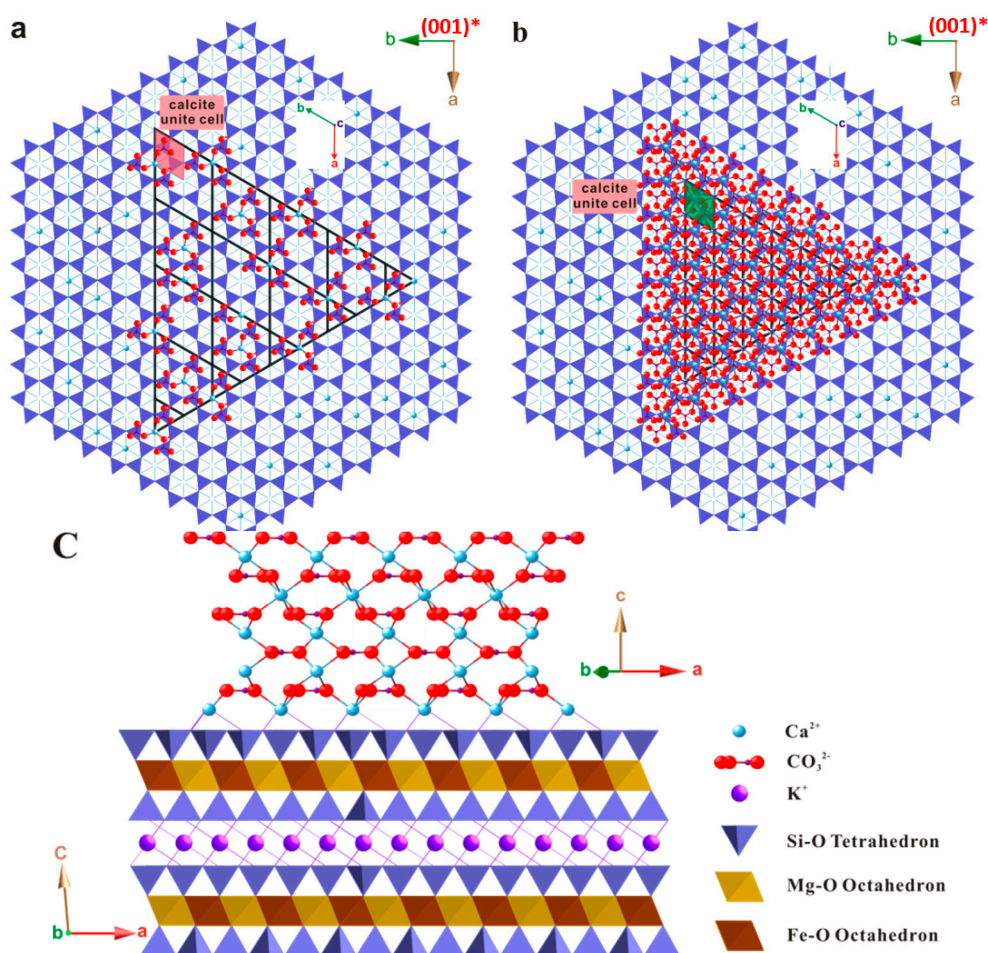 a
b
(001)*
a
b
c
a
calcite
unite cell
b
b
(001)*
a
b
c
a
calcite
unite cell
C
c
b
a
C
b
a
Ca²⁺
CO₃²⁻
K⁺
Si-O Tetrahedron
Mg-O Octahedron
Fe-O Octahedron